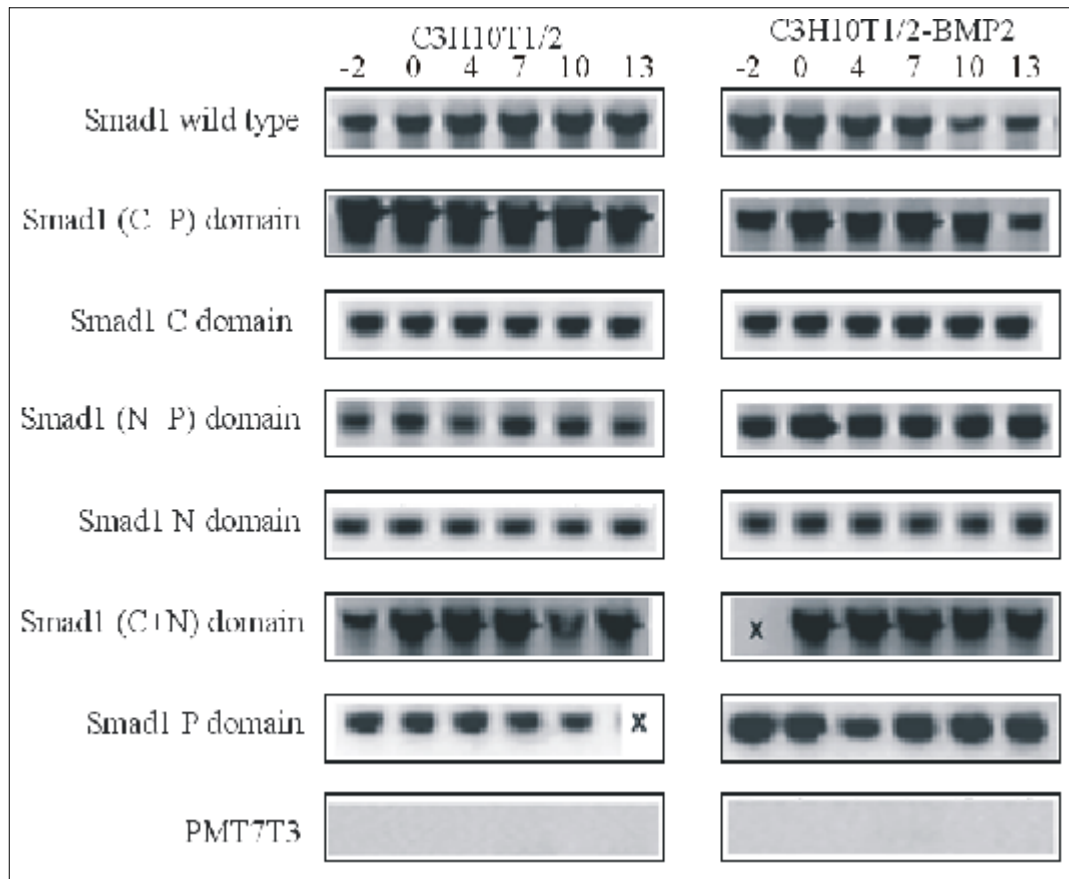 C3H10T1/2 C3H10T1/2-BMP2
-2 0 4 7 10 13 -2 0 4 7 10 13
Smad1 wild type
Smad1 (C P) domain
Smad1 C domain
Smad1 (N P) domain
Smad1 N domain
Smad1 (C+N) domain
x
Smad1 P domain
x
PMT7T3